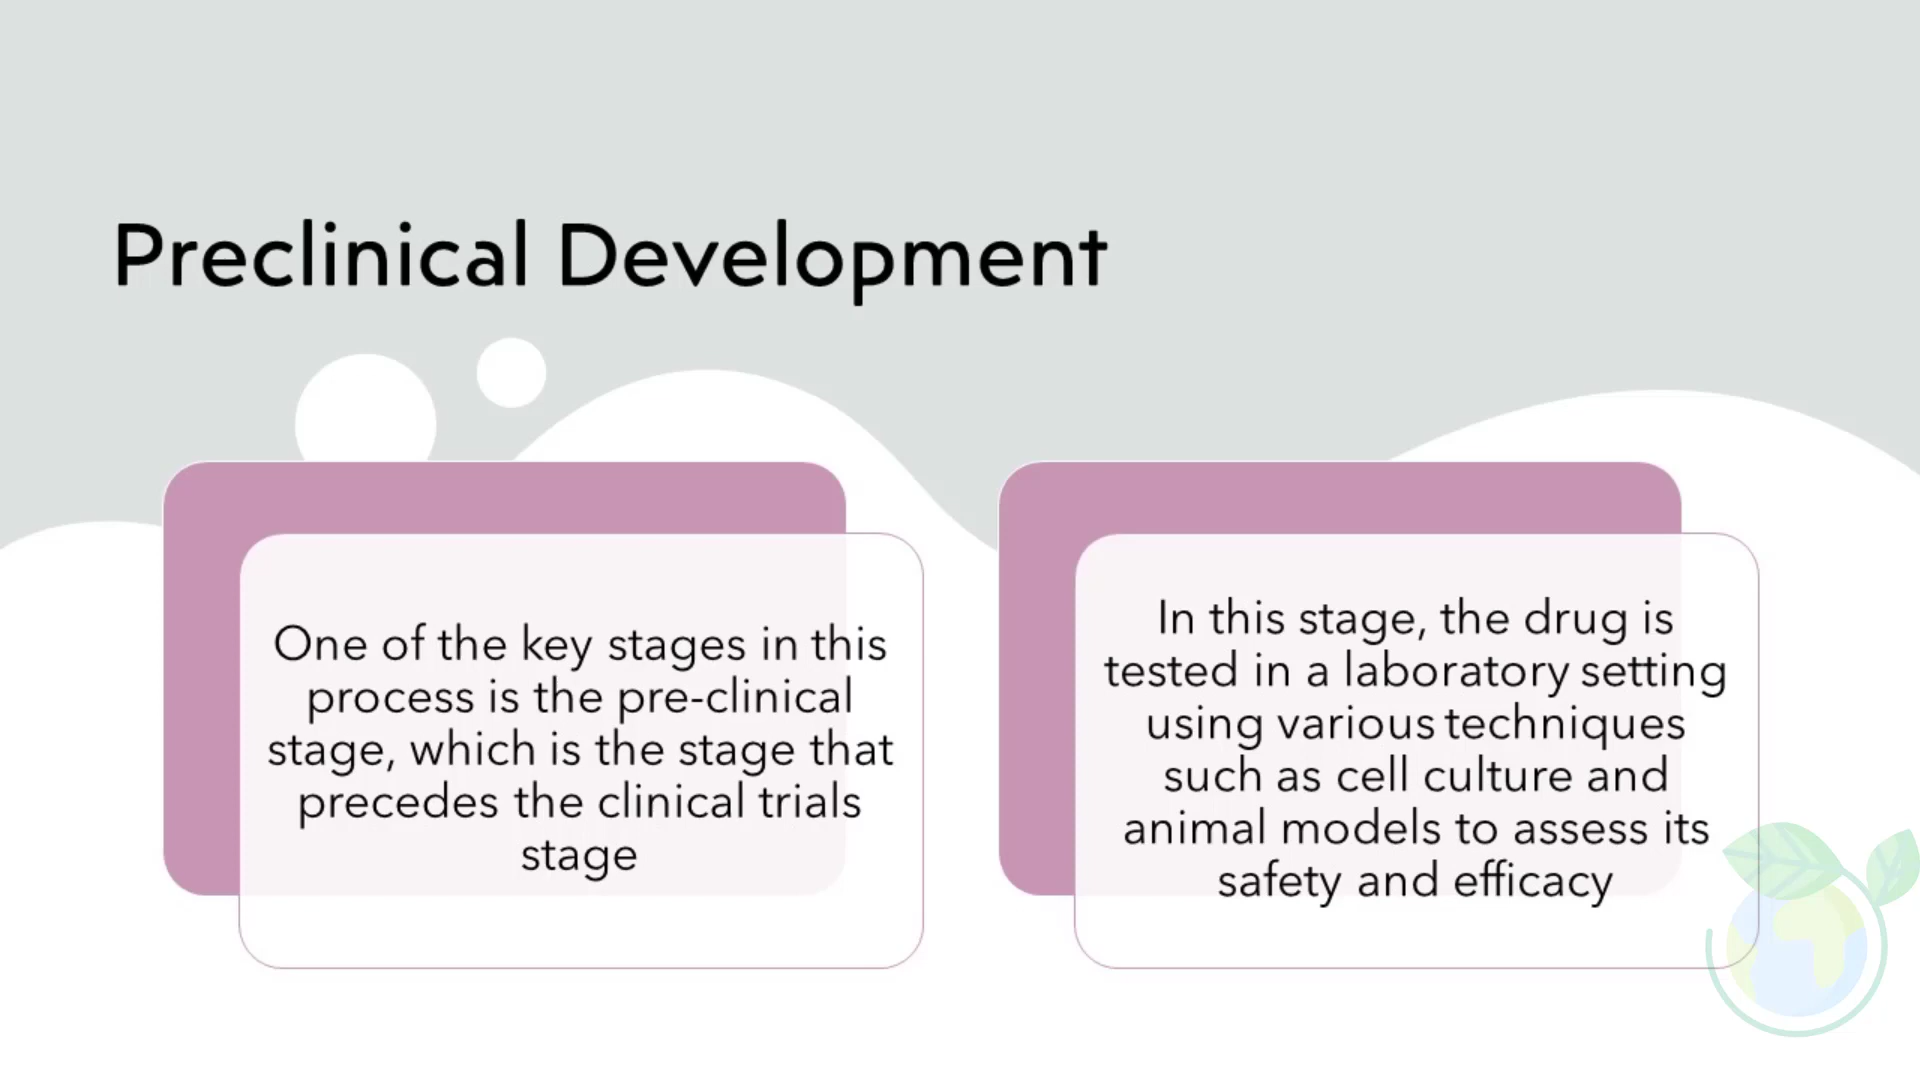 Preclinical Development
One of the key stages in this
process is the pre-clinical
stage, which is the stage that
precedes the clinical trials
stage
In this stage, the drug is
tested in a laboratory setting
using various techniques
such as cell culture and
animal models to assess its
safety and efficacy